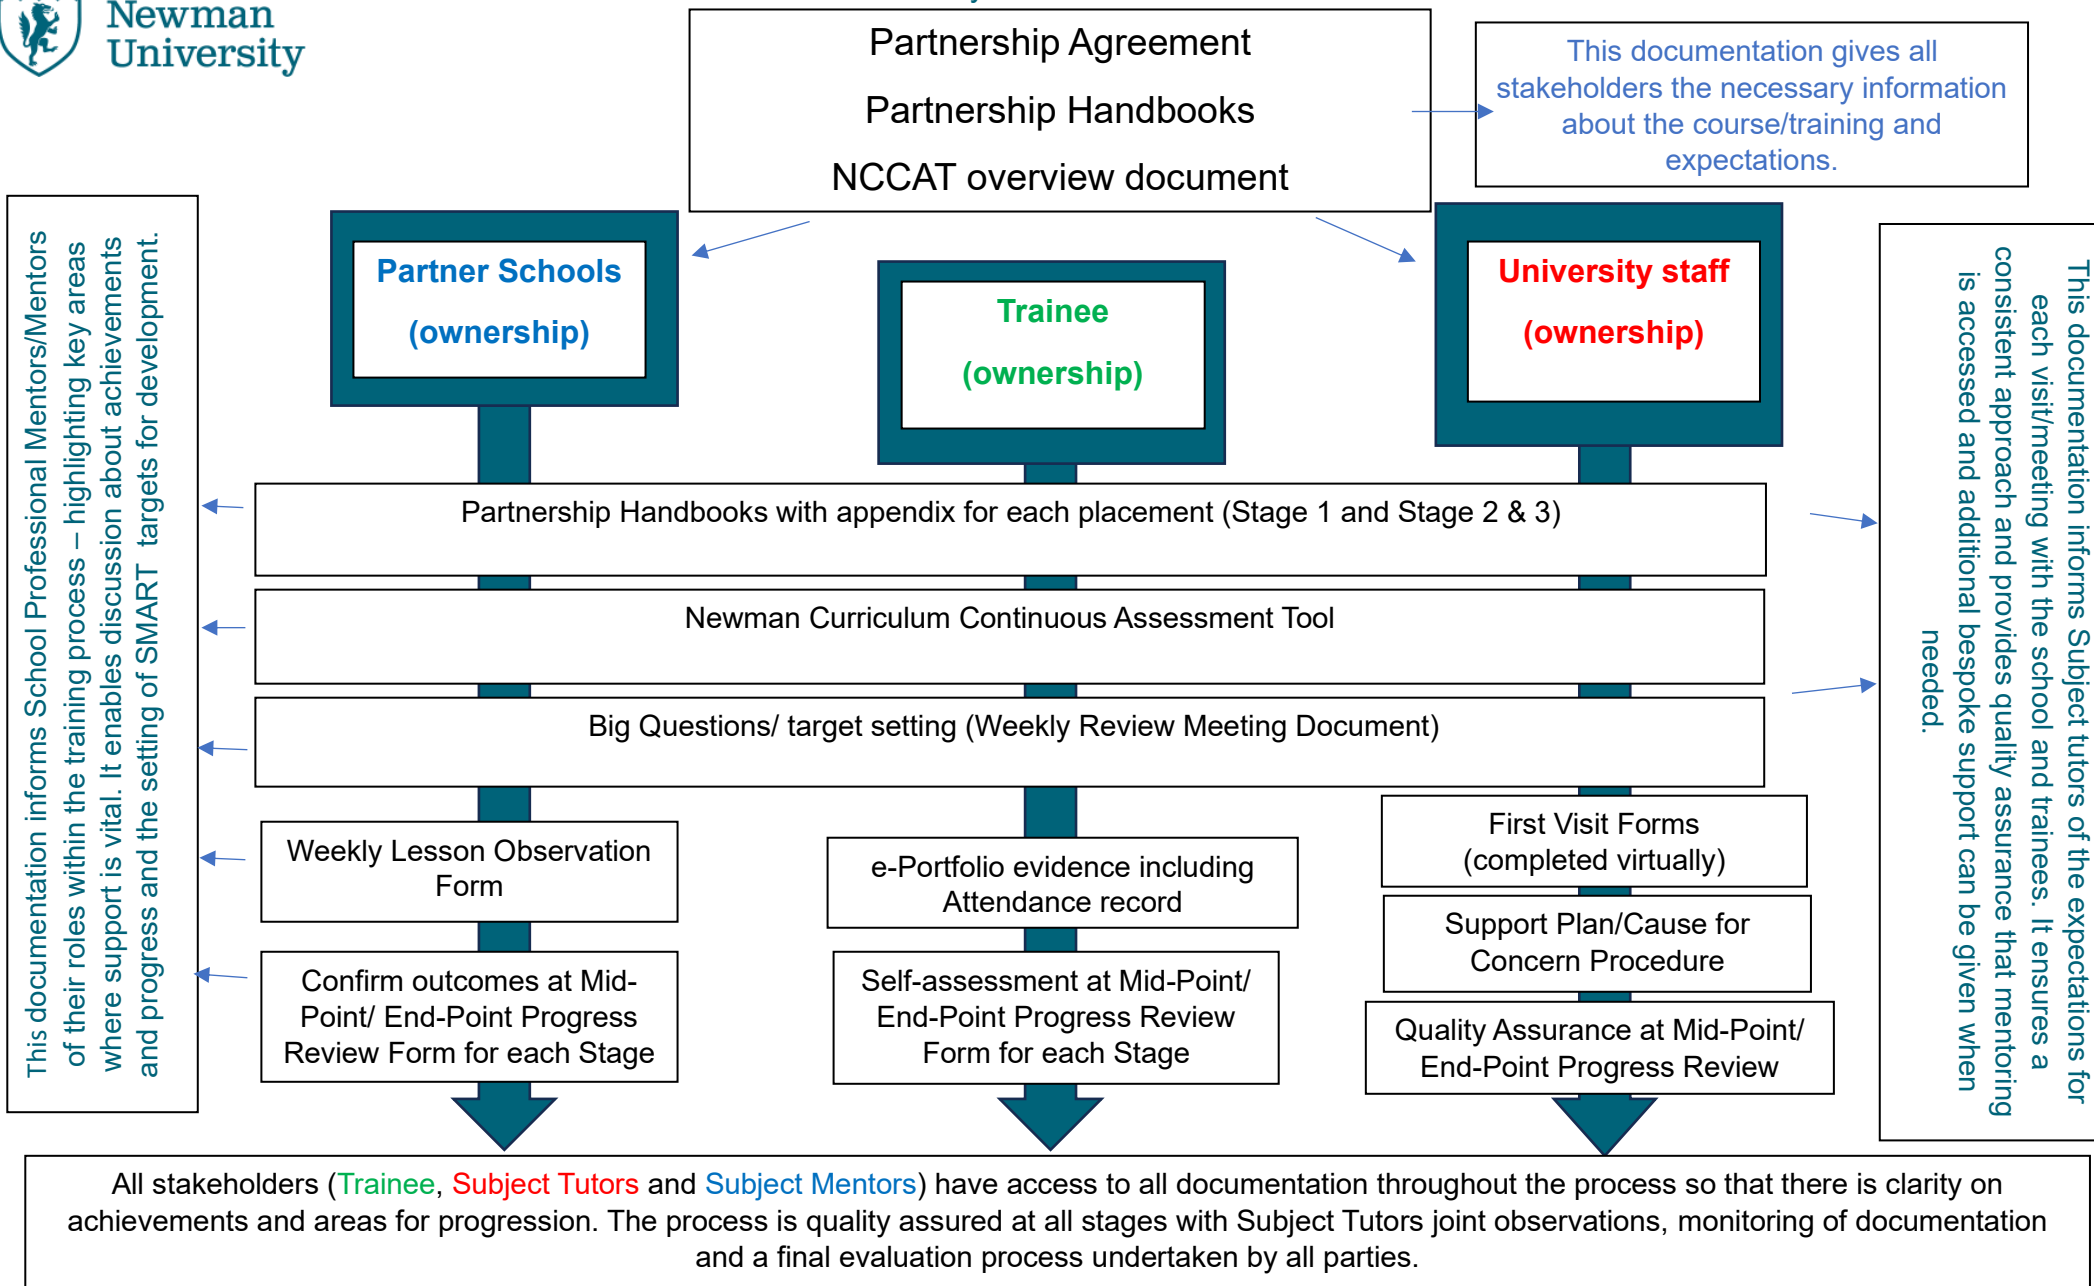 Newman
University
Partnership Agreement
Partnership Handbooks
NCCAT overview document
This documentation gives all
stakeholders the necessary information
about the course/training and
expectations.
Partner Schools
(ownership)
Trainee
(ownership)
University staff
(ownership)
This documentation informs School Professional Mentors/Mentors
of their roles within the training process – highlighting key areas
where support is vital. It enables discussion about achievements
and progress and the setting of SMART targets for development.
This documentation informs Subject tutors of the expectations for
each visit/meeting with the school and trainees. It ensures a
consistent approach and provides quality assurance that mentoring
is accessed and additional bespoke support can be given when
needed.
Partnership Handbooks with appendix for each placement (Stage 1 and Stage 2 & 3)
Newman Curriculum Continuous Assessment Tool
Big Questions/ target setting (Weekly Review Meeting Document)
Weekly Lesson Observation
Form
Confirm outcomes at Mid-
Point/ End-Point Progress
Review Form for each Stage
e-Portfolio evidence including
Attendance record
Self-assessment at Mid-Point/
End-Point Progress Review
Form for each Stage
First Visit Forms
(completed virtually)
Support Plan/Cause for
Concern Procedure
Quality Assurance at Mid-Point/
End-Point Progress Review
All stakeholders (Trainee, Subject Tutors and Subject Mentors) have access to all documentation throughout the process so that there is clarity on
achievements and areas for progression. The process is quality assured at all stages with Subject Tutors joint observations, monitoring of documentation
and a final evaluation process undertaken by all parties.